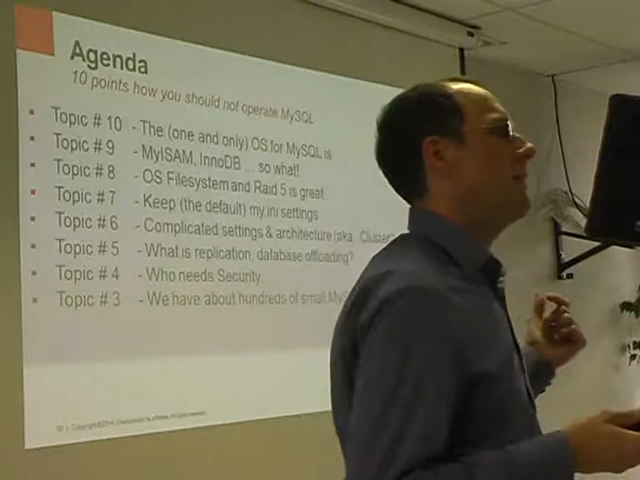 Agenda
10 points how you should not operate MySQL
Topic # 10 - The (one and only) OS for MySQL is
Topic # 9 - MyISAM, InnoDB ... so what!
Topic # 8 - OS Filesystem and Raid 5 is great
Topic # 7 - Keep (the default) my.ini settings
Topic # 6 - Complicated settings & architecture (aka Cluster
Topic # 5 - What is replication, database offloading?
Topic # 4 - Who needs Security
Topic # 3 - We have about hundreds of small MyS